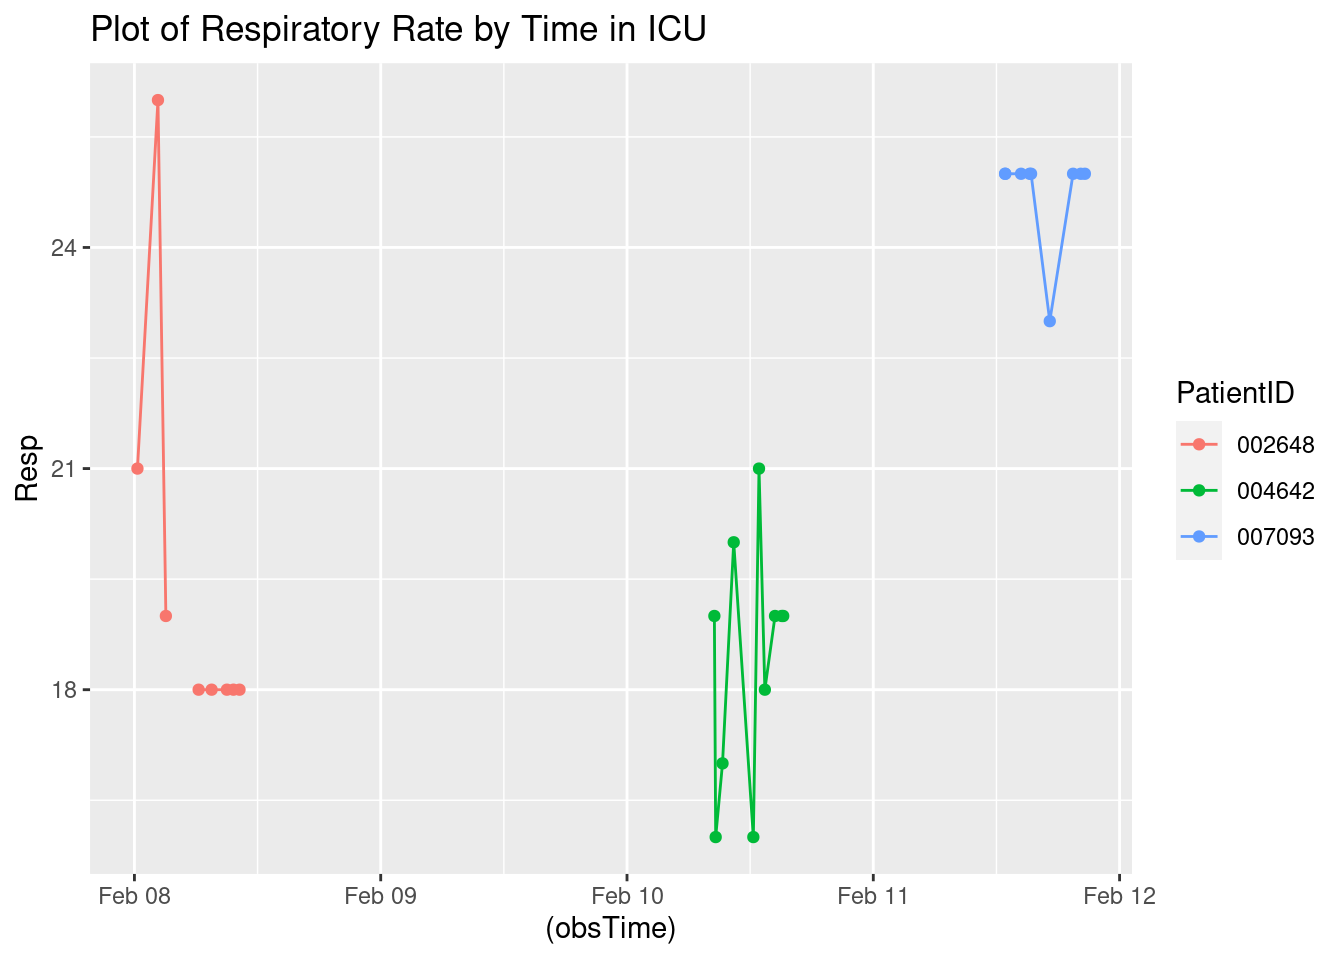 Plot of Respiratory Rate by Time in ICU
24
21
18
Resp
Feb 08
Feb 09
Feb 10
Feb 11
Feb 12
(obsTime)
PatientID
002648
004642
007093